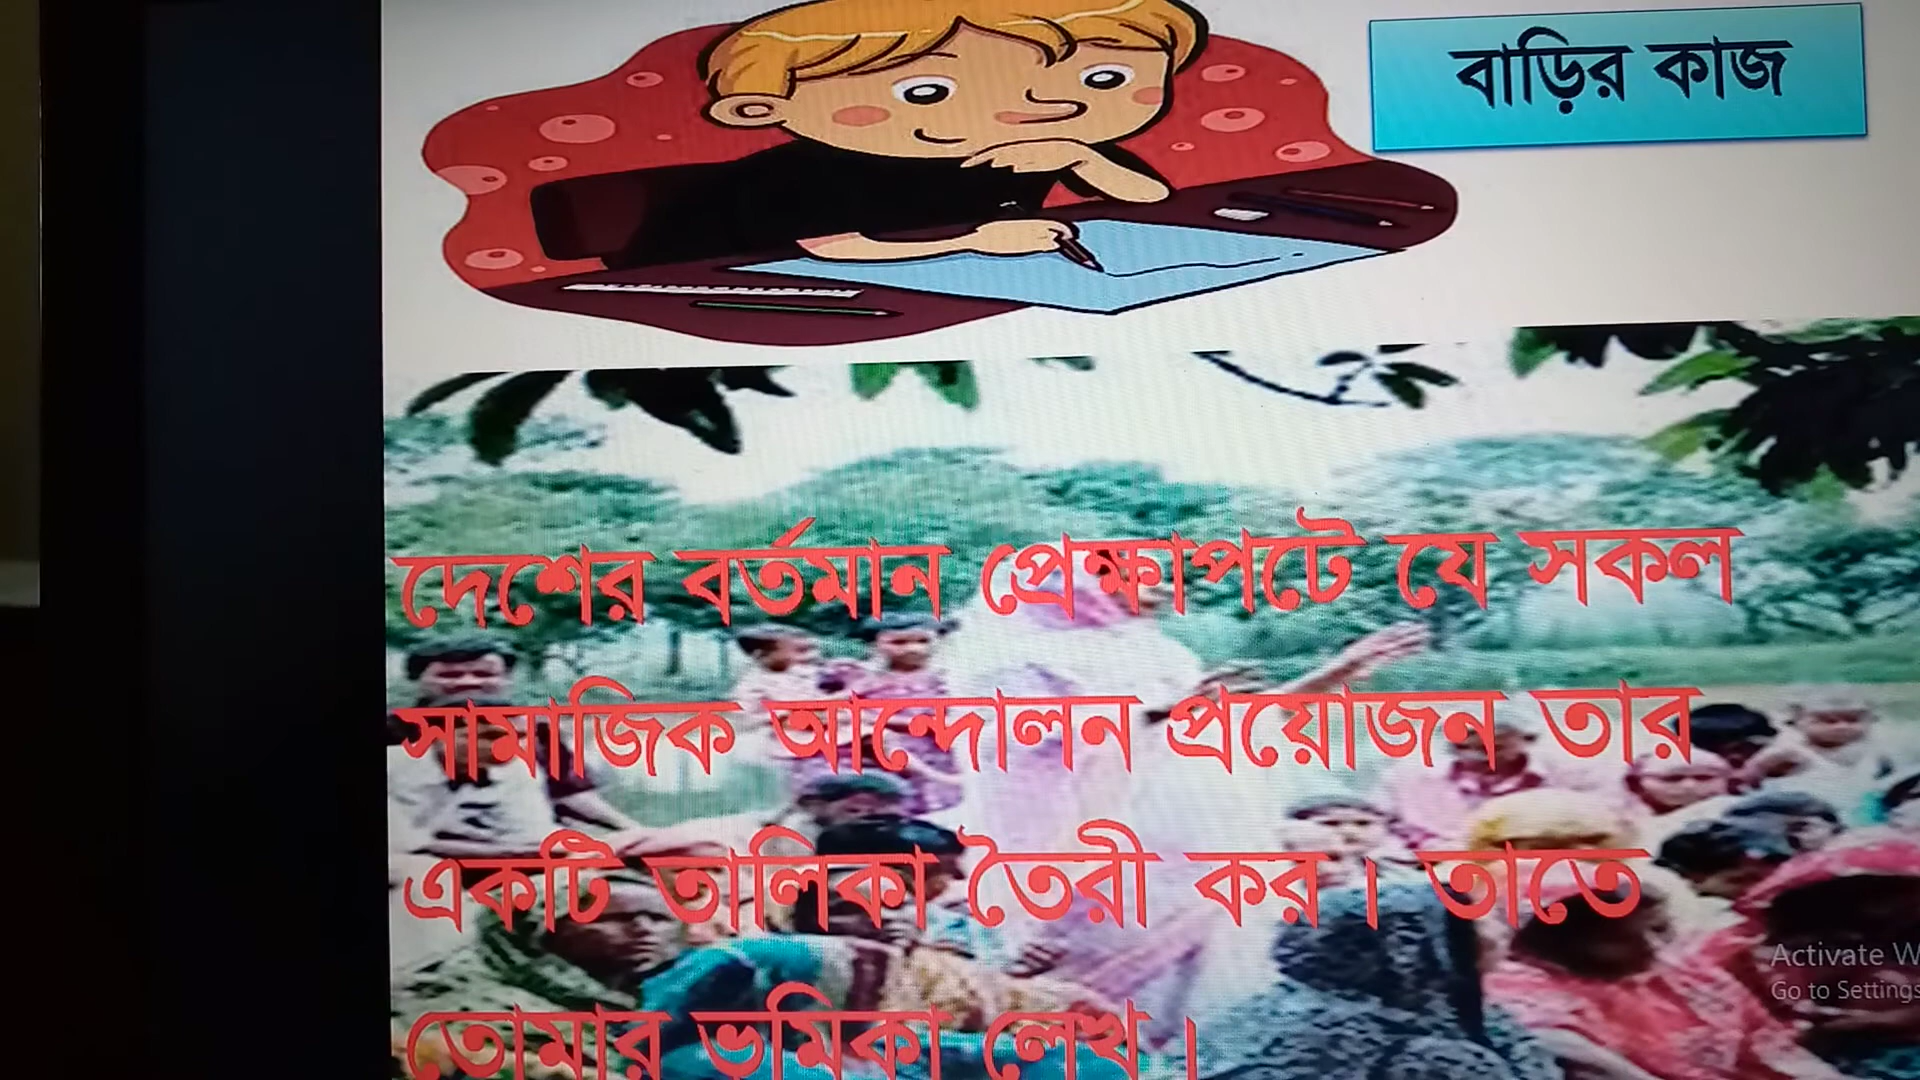 বাড়ির কাজ
দেশের বর্তমান প্রেক্ষাপটে যে সকল
সামাজিক আন্দোলন প্রয়োজন তার
একটি তালিকা তৈরী কর। তাতে
তোমার ভূমিকা লেখ।
Activate W
Go to Settings